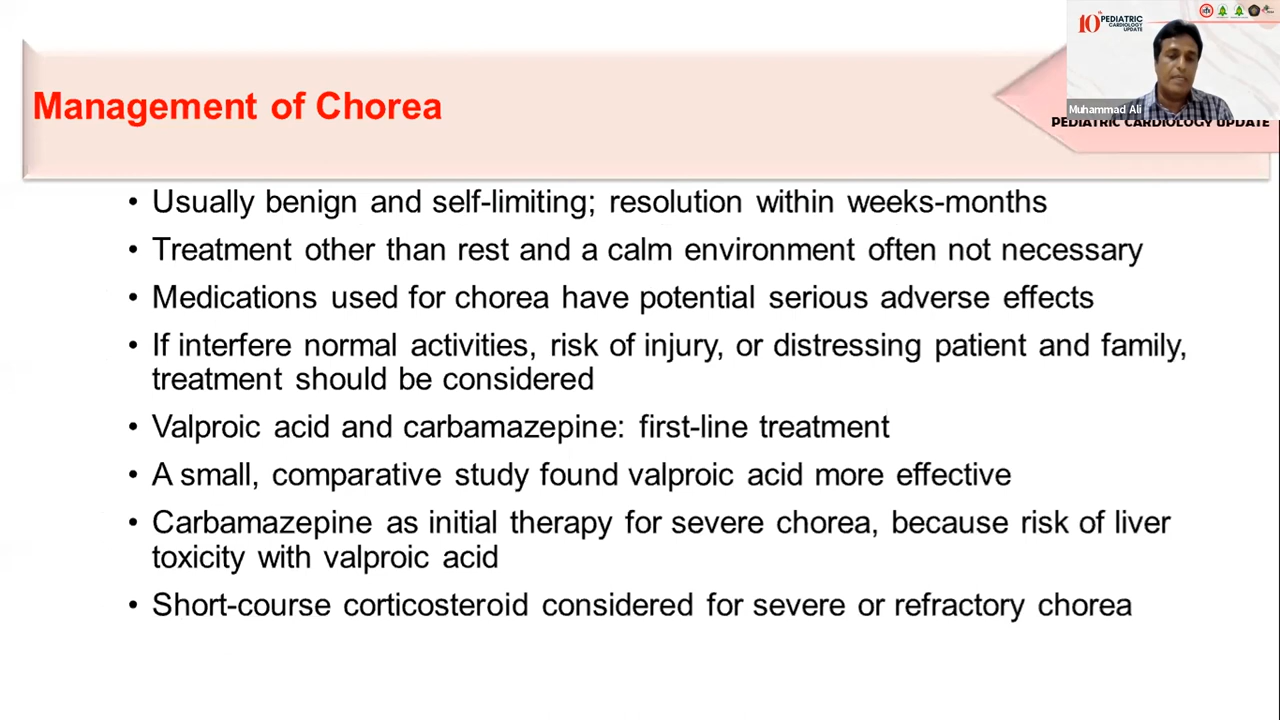 10th PEDIATRIC
CARDIOLOGY
UPDATE
Muhammad Ali
PEDIATRIC CARDIOLOGY UPDATE
Management of Chorea
• Usually benign and self-limiting; resolution within weeks-months
• Treatment other than rest and a calm environment often not necessary
• Medications used for chorea have potential serious adverse effects
• If interfere normal activities, risk of injury, or distressing patient and family,
treatment should be considered
• Valproic acid and carbamazepine: first-line treatment
• A small, comparative study found valproic acid more effective
• Carbamazepine as initial therapy for severe chorea, because risk of liver
toxicity with valproic acid
• Short-course corticosteroid considered for severe or refractory chorea